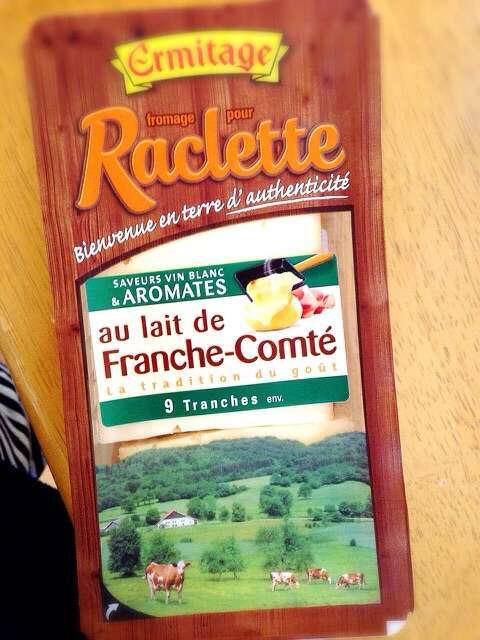 Ermitage
fromage pour
Raclette
Bienvenue en terre d'authenticité
SAVEURS VIN BLANC
& AROMATES
au lait de
Franche-Comté
La tradition du goût
9 Tranches env.